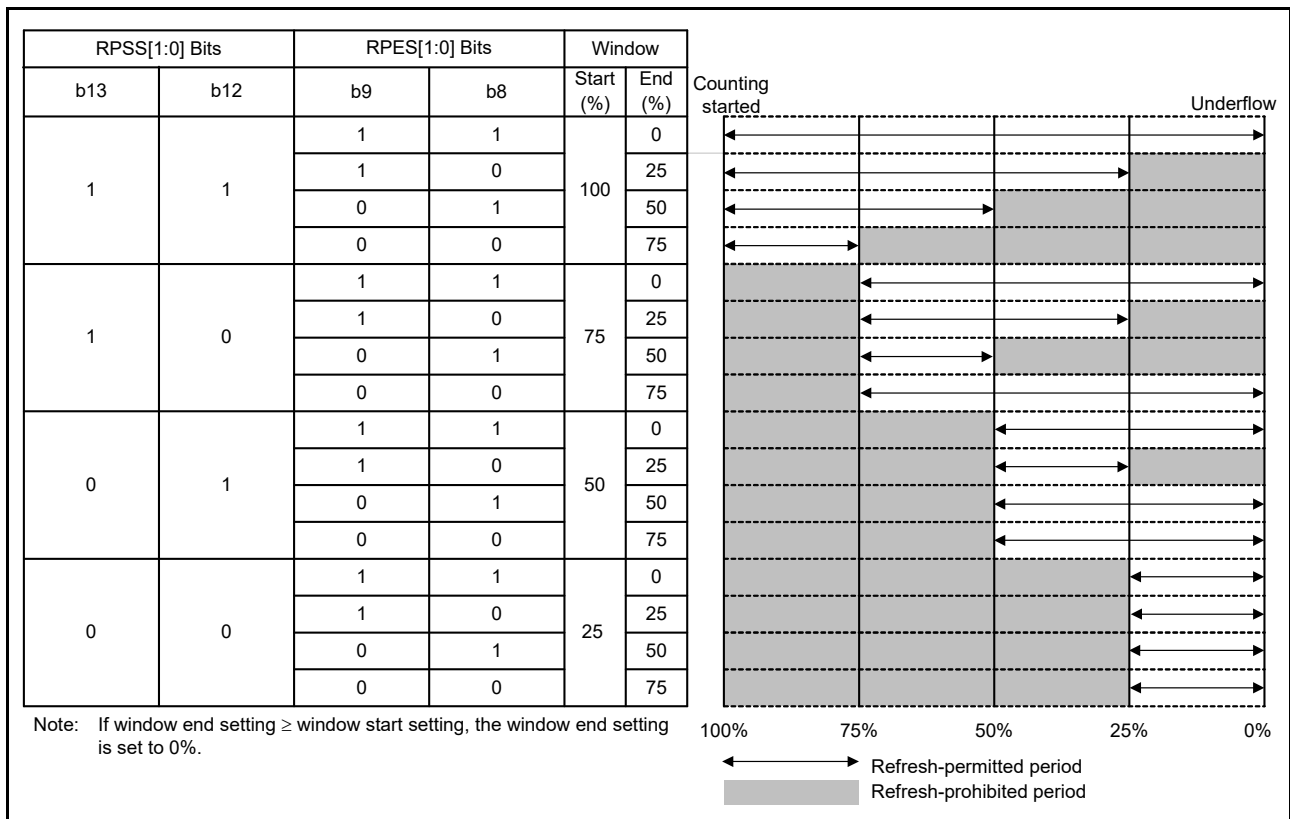 RPSS[1:0] Bits RPES[1:0] Bits Window
b13 b12 b9 b8 Start (%) End (%)
Counting started Underflow
1 1 100 1 1 0
1 0 25
0 1 50
0 0 75
1 0 75 1 1 0
1 0 25
0 1 50
0 0 75
0 1 50 1 1 0
1 0 25
0 1 50
0 0 75
0 0 25 1 1 0
1 0 25
0 1 50
0 0 75
Note: If window end setting ≥ window start setting, the window end setting
is set to 0%.
100% 75% 50% 25% 0%
Refresh-permitted period
Refresh-prohibited period